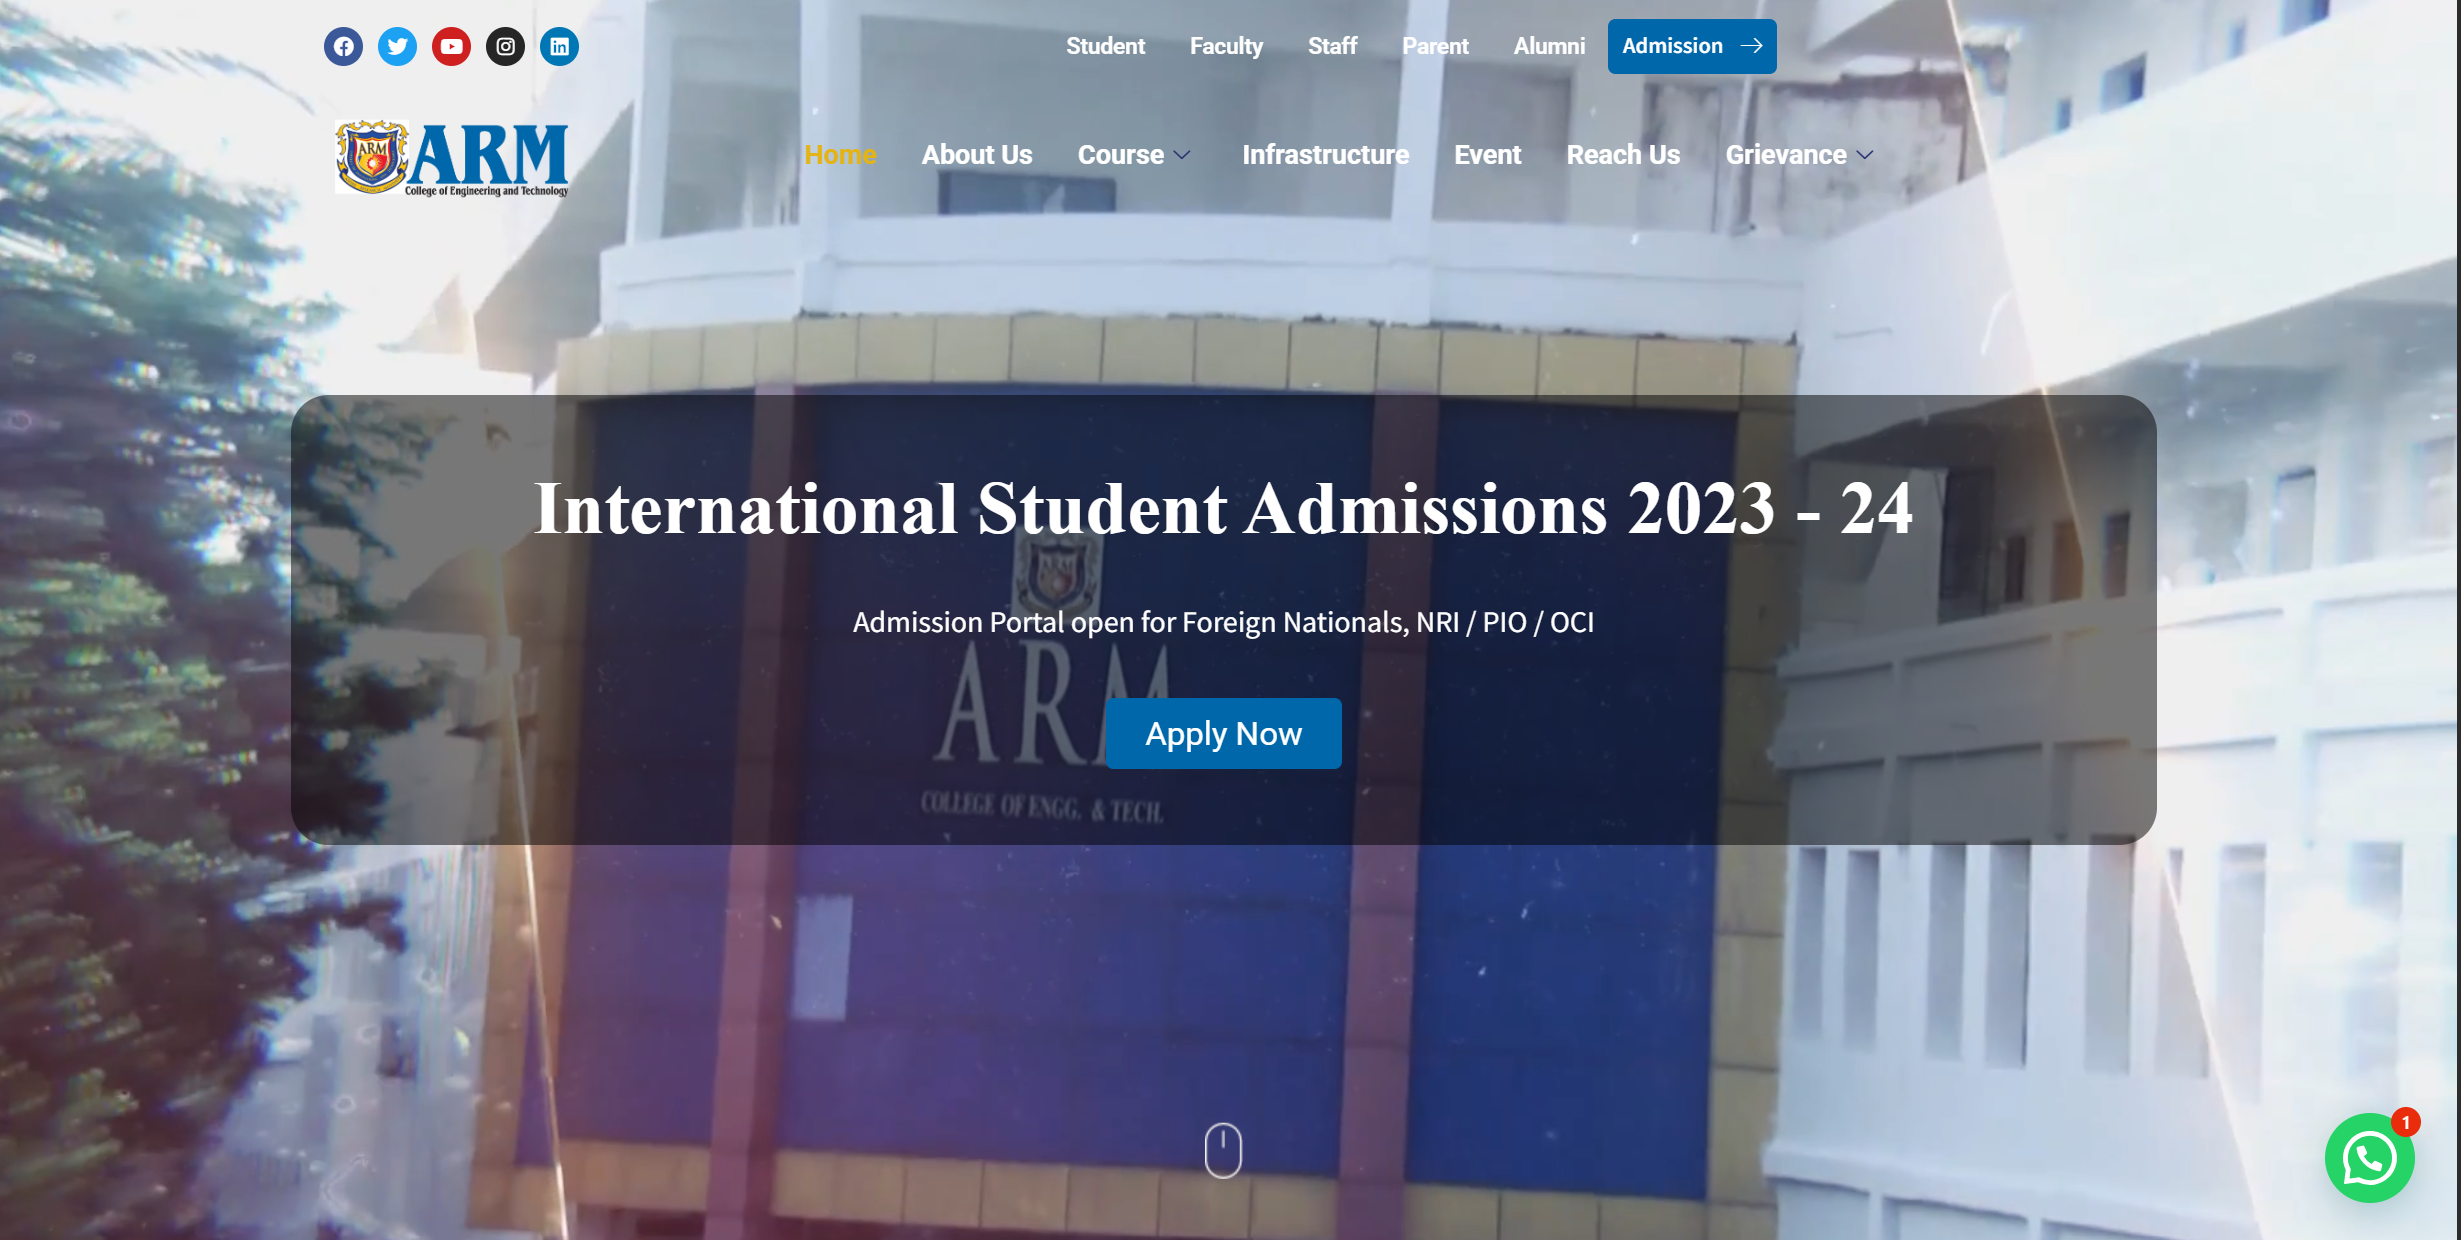 Student Faculty Staff Parent Alumni Admission
ARM
ARM
College of Engineering and Technology
Home About Us Course Infrastructure Event Reach Us Grievance
International Student Admissions 2023 - 24
ARM
Admission Portal open for Foreign Nationals, NRI / PIO / OCI
ARM
Apply Now
COLLEGE OF ENGG. & TECH.
1